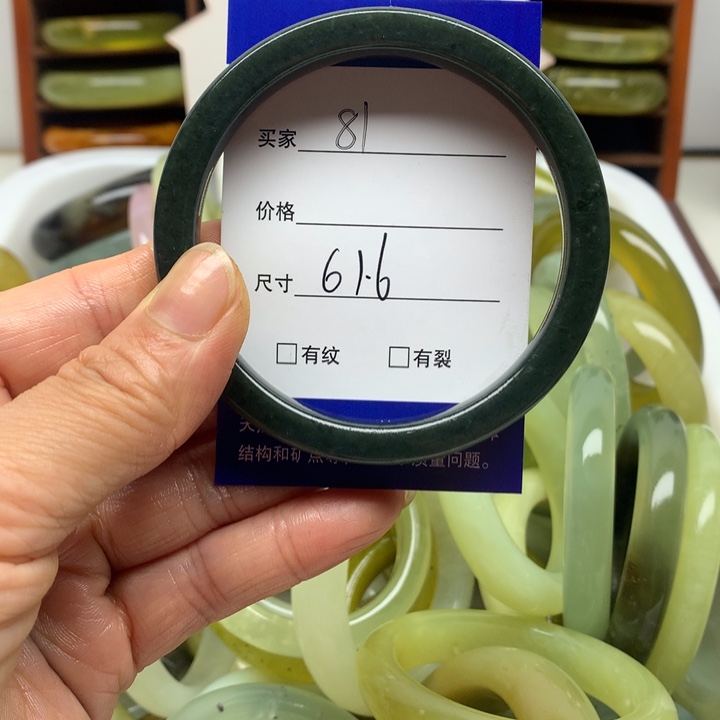 买家 81
价格
尺寸 61.6
□有纹 □有裂
结构和矿 质量问题。